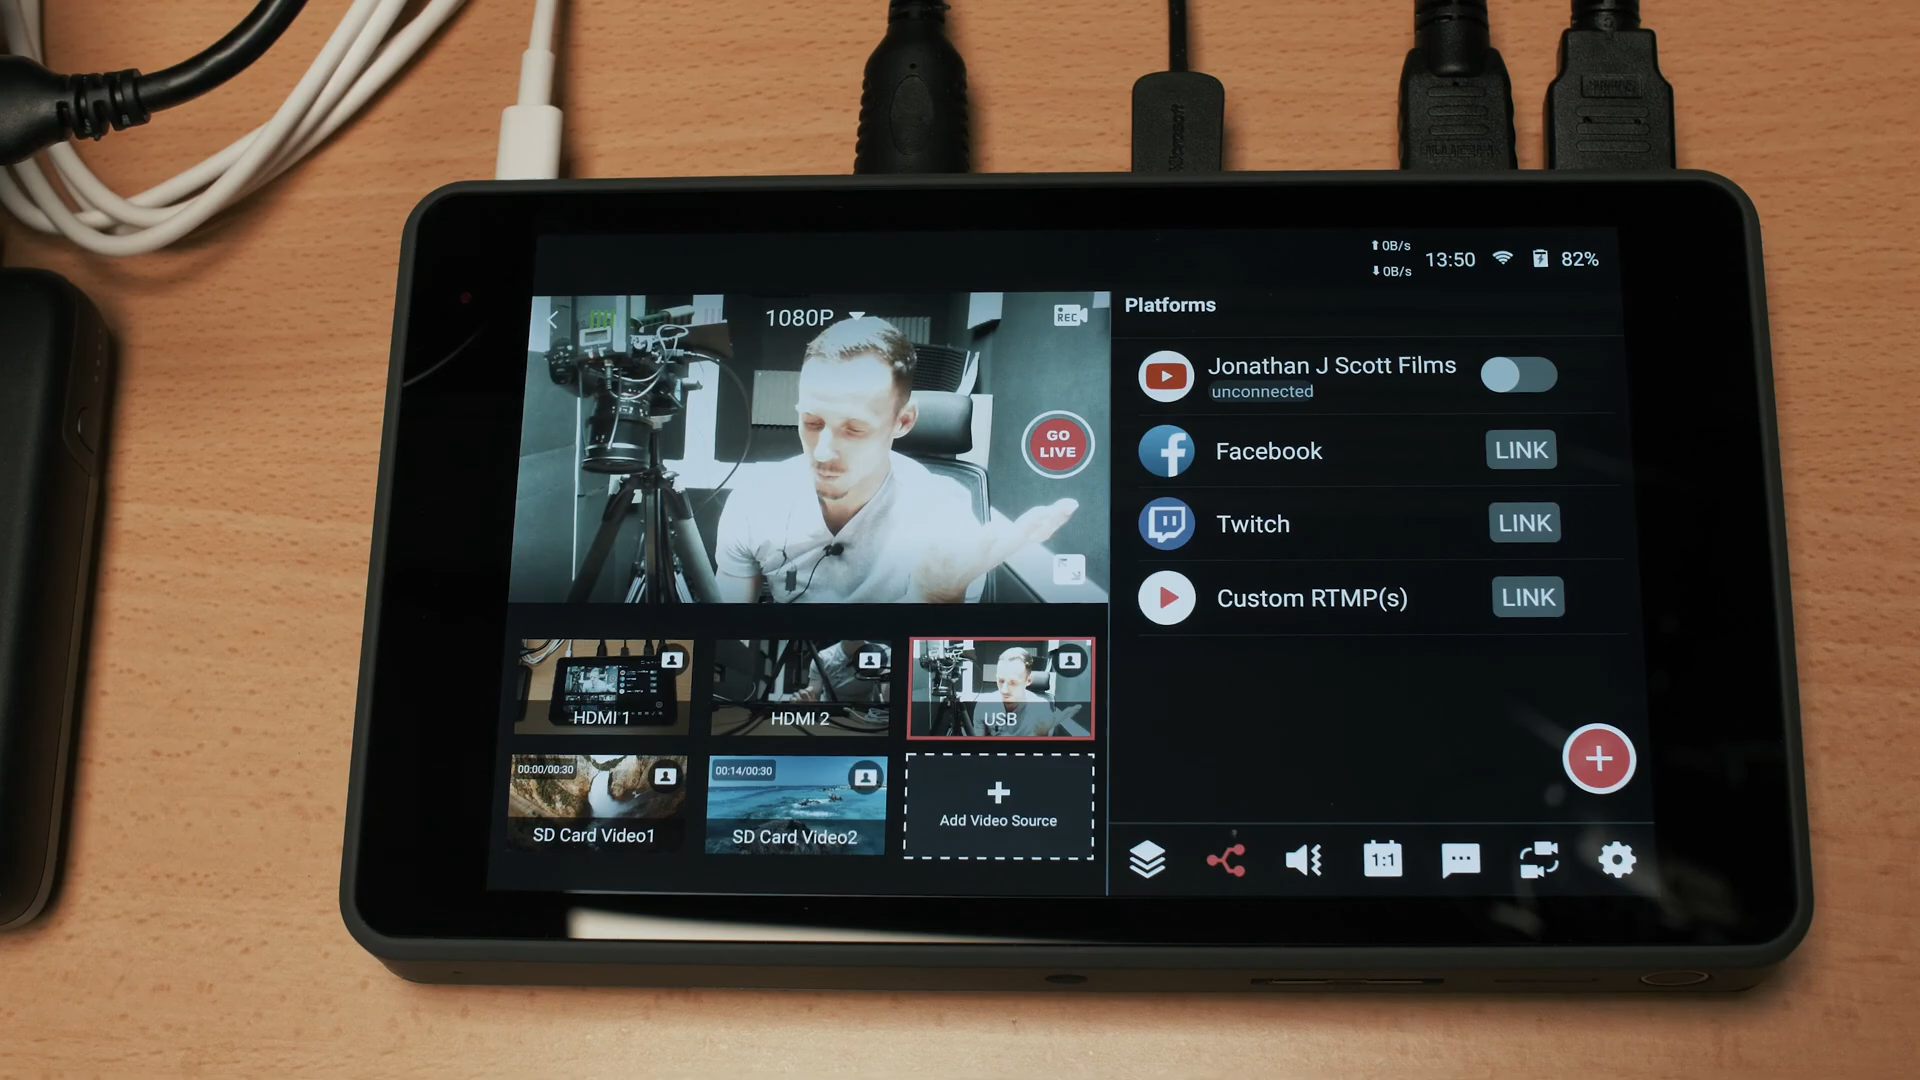 Microsoft
0B/s
0B/s
13:50
82%
1080P
REC
GO
LIVE
Platforms
Jonathan J Scott Films
unconnected
Facebook
LINK
Twitch
LINK
Custom RTMP(s)
LINK
HDMI 1
HDMI 2
USB
00:00/00:30
SD Card Video1
00:14/00:30
SD Card Video2
Add Video Source
1:1